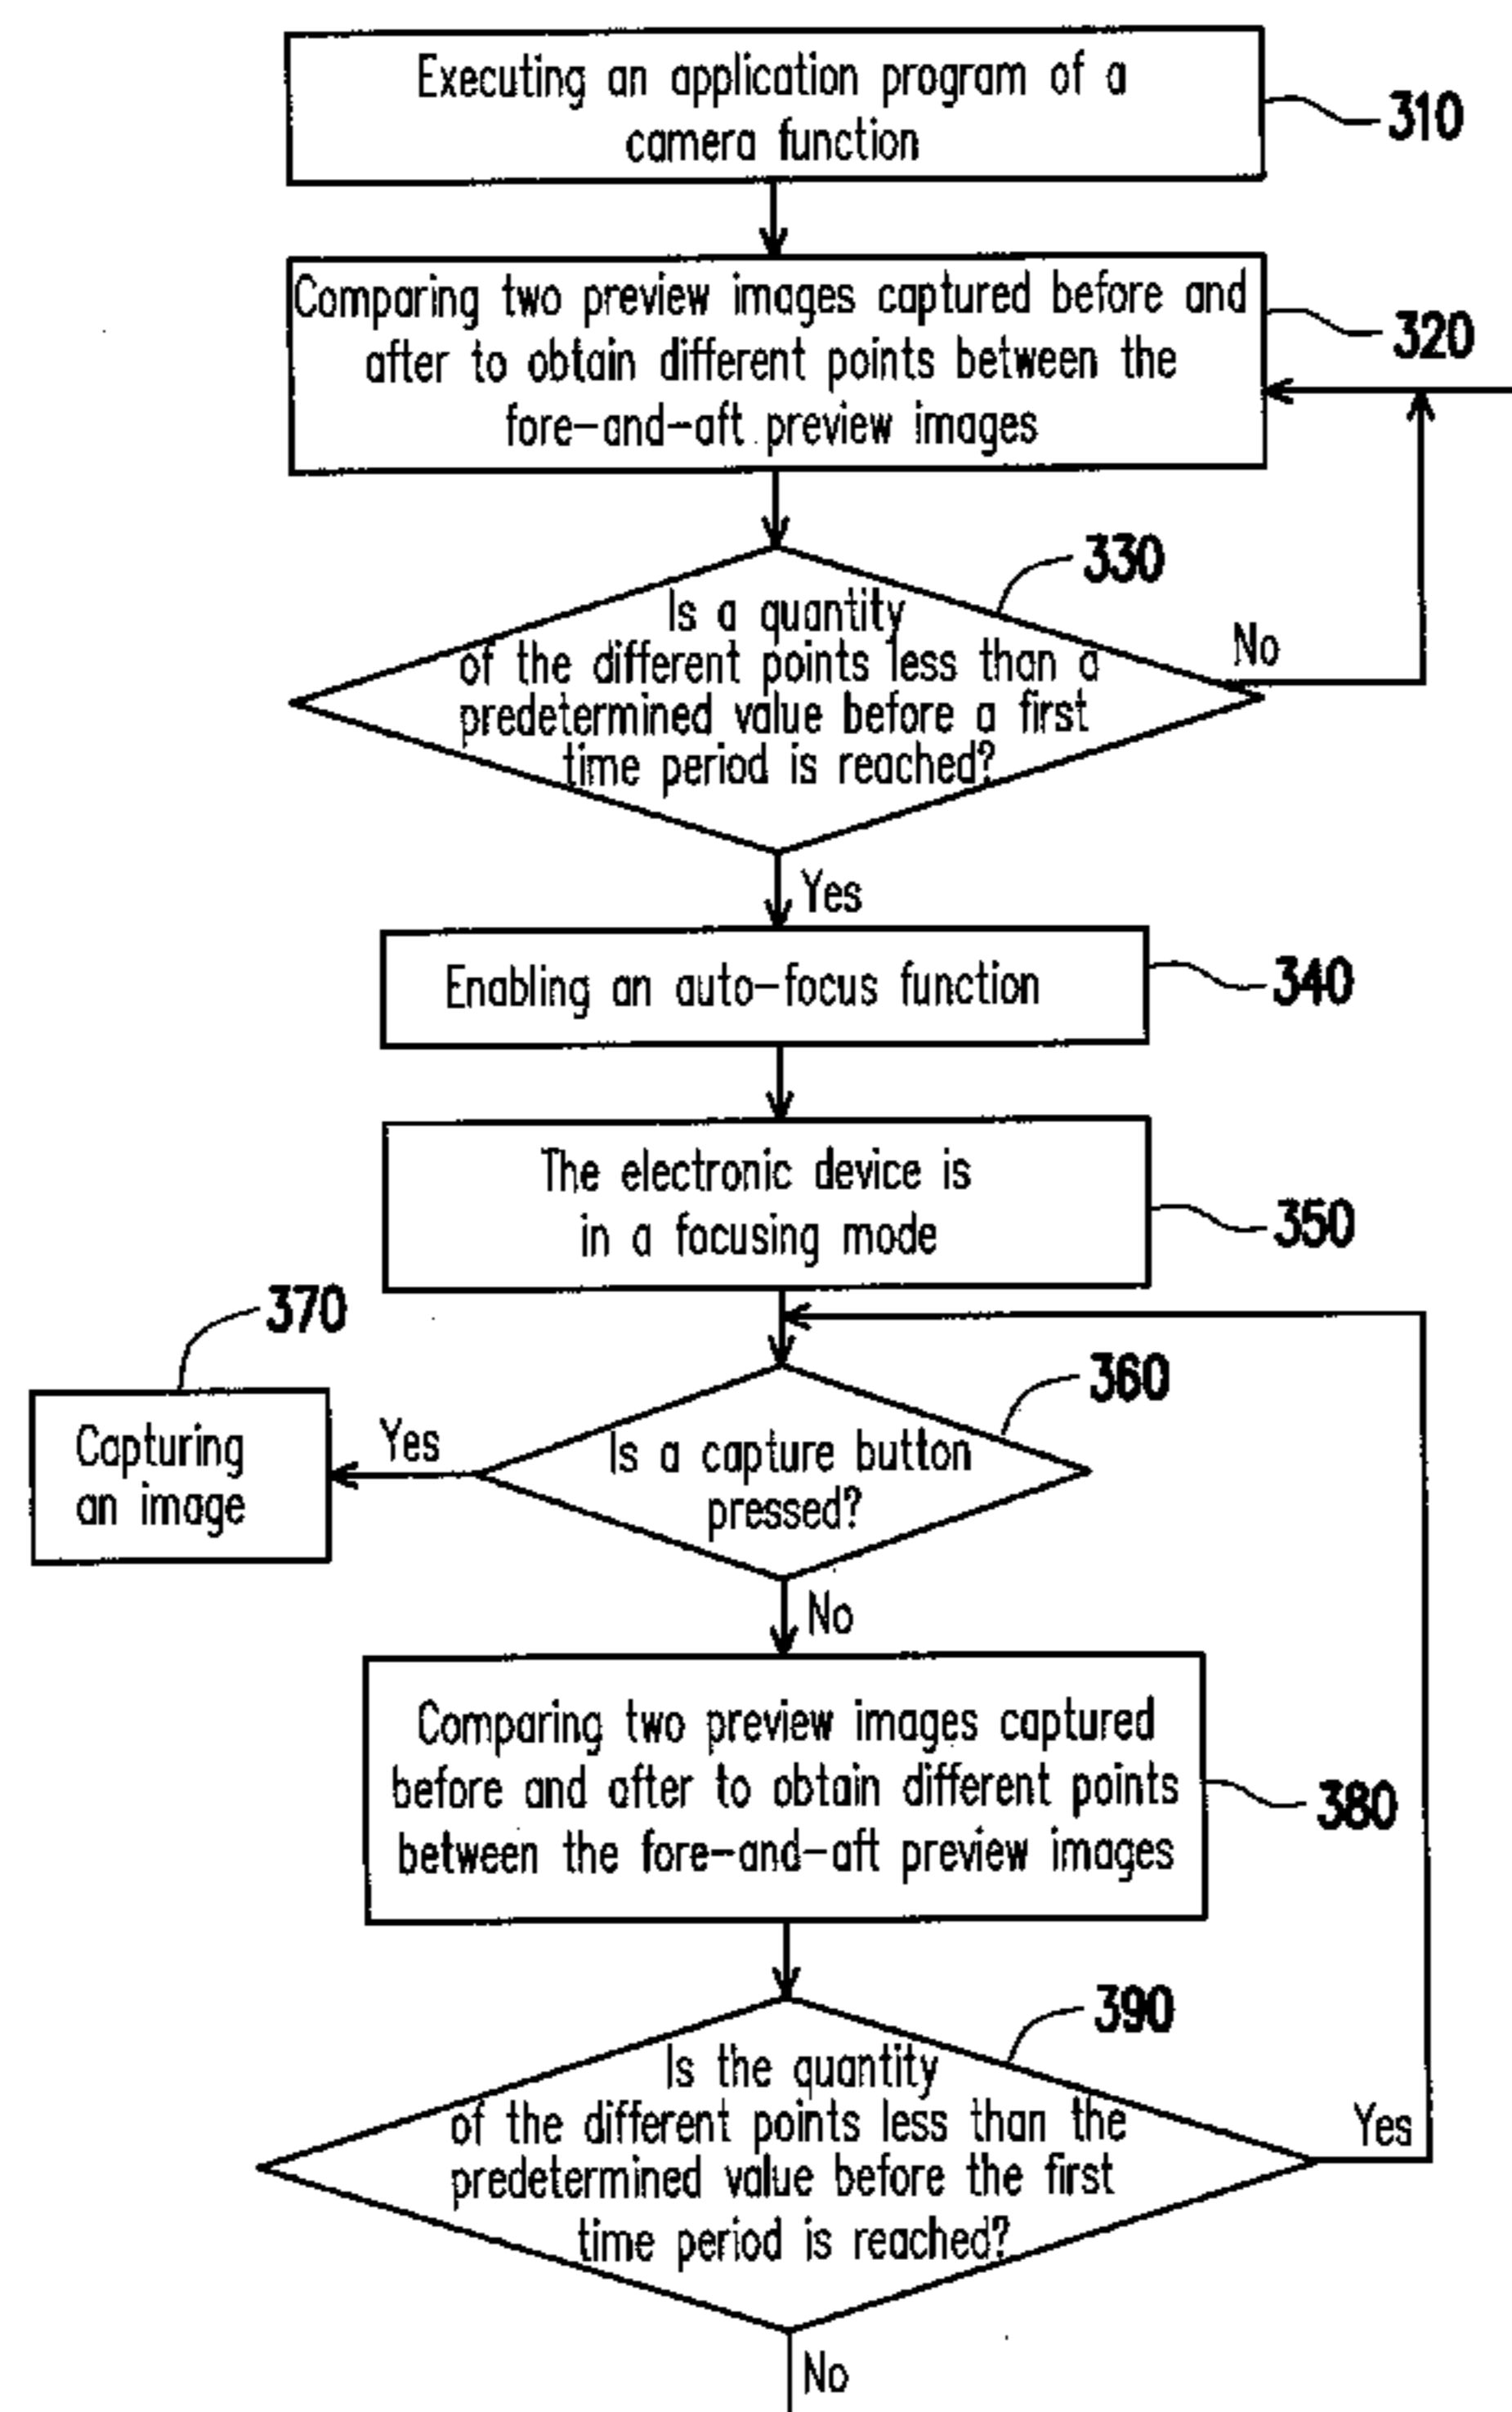 Executing an application program of a
camera function
310
Comparing two preview images captured before and
after to obtain different points between the
fore-and-aft preview images
320
330
Is a quantity
of the different points less than a
predetermined value before a first
time period is reached?
No
Yes
Enabling an auto-focus function
340
The electronic device is
in a focusing mode
350
370
360
Capturing
an image
Yes
Is a capture button
pressed?
No
Comparing two preview images captured
before and after to obtain different points
between the fore-and-aft preview images
380
390
Is the quantity
of the different points less than the
predetermined value before the first
time period is reached?
Yes
No